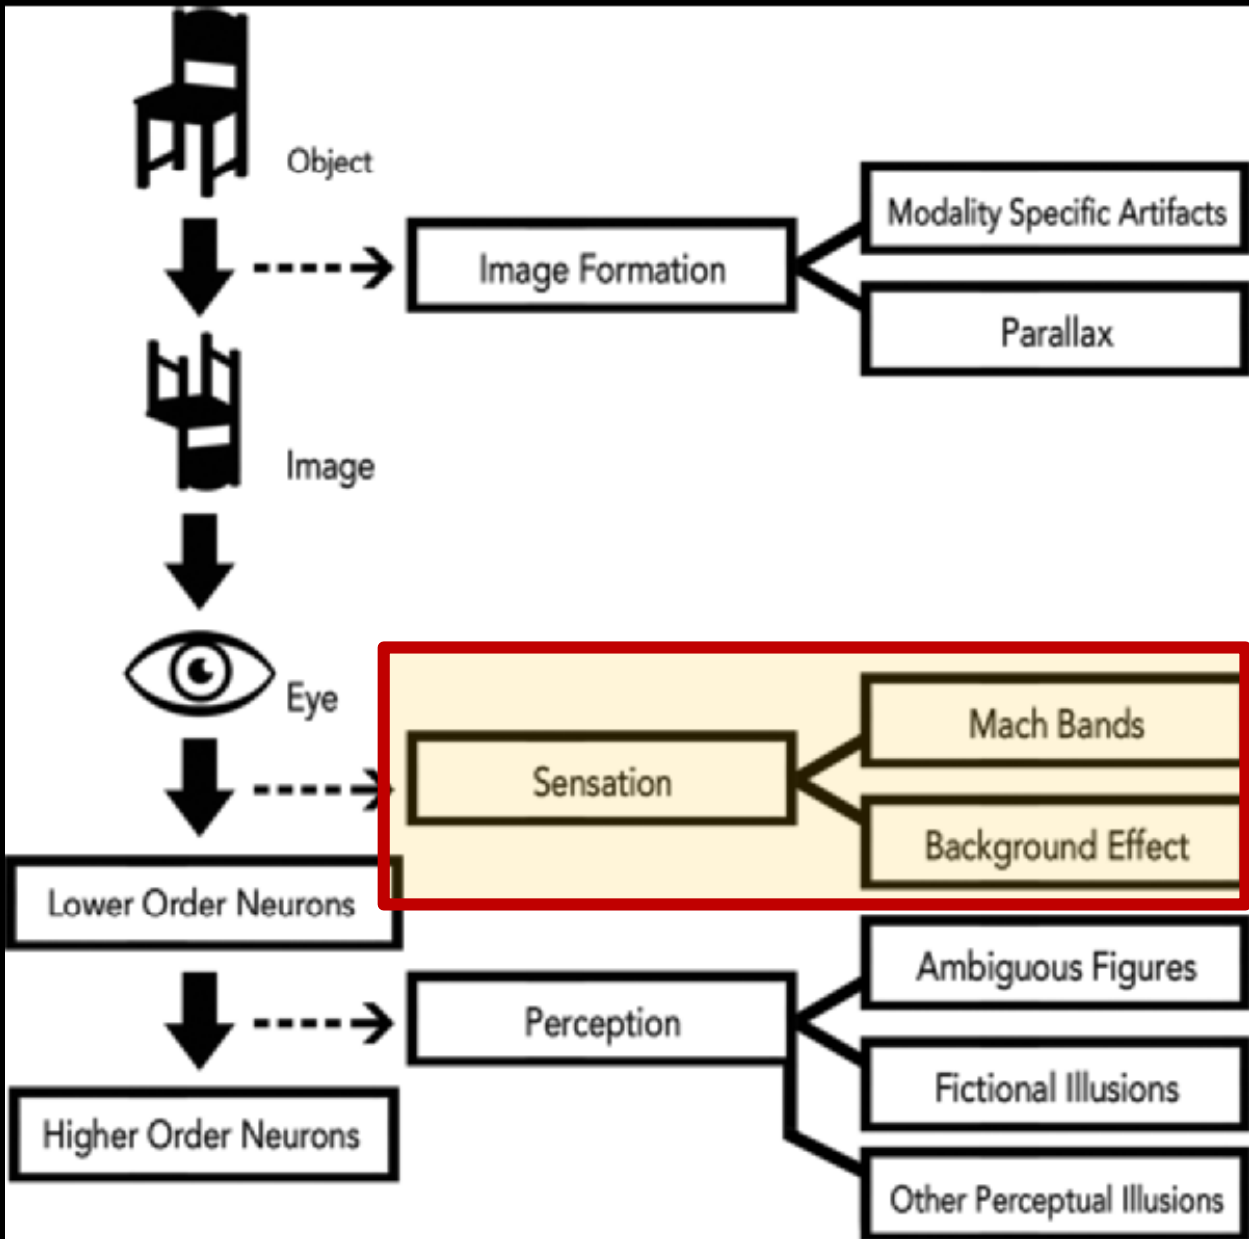 Object
Image Formation
Modality Specific Artifacts
Parallax
Image
Eye
Sensation
Mach Bands
Background Effect
Lower Order Neurons
Perception
Ambiguous Figures
Fictional Illusions
Higher Order Neurons
Other Perceptual Illusions